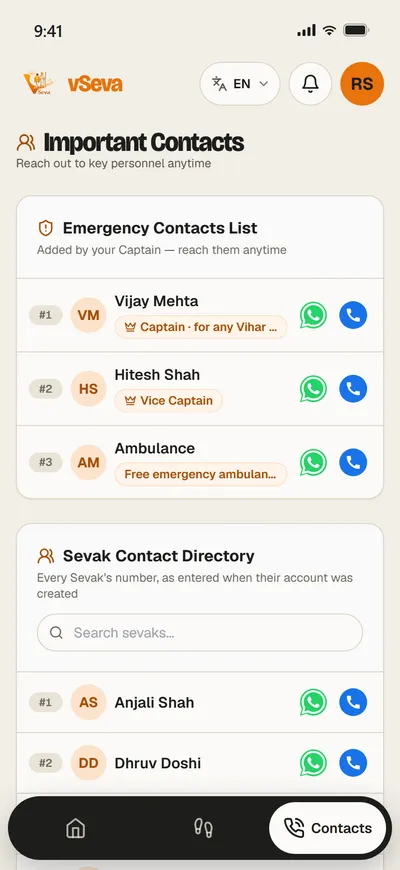 9:41
vSeva
vSeva
EN
RS
Important Contacts
Reach out to key personnel anytime
Emergency Contacts List
Added by your Captain — reach them anytime
#1
VM
Vijay Mehta
Captain · for any Vihar ...
#2
HS
Hitesh Shah
Vice Captain
#3
AM
Ambulance
Free emergency ambulan...
Sevak Contact Directory
Every Sevak's number, as entered when their account was
created
Search sevaks...
#1
AS
Anjali Shah
#2
DD
Dhruv Doshi
Contacts